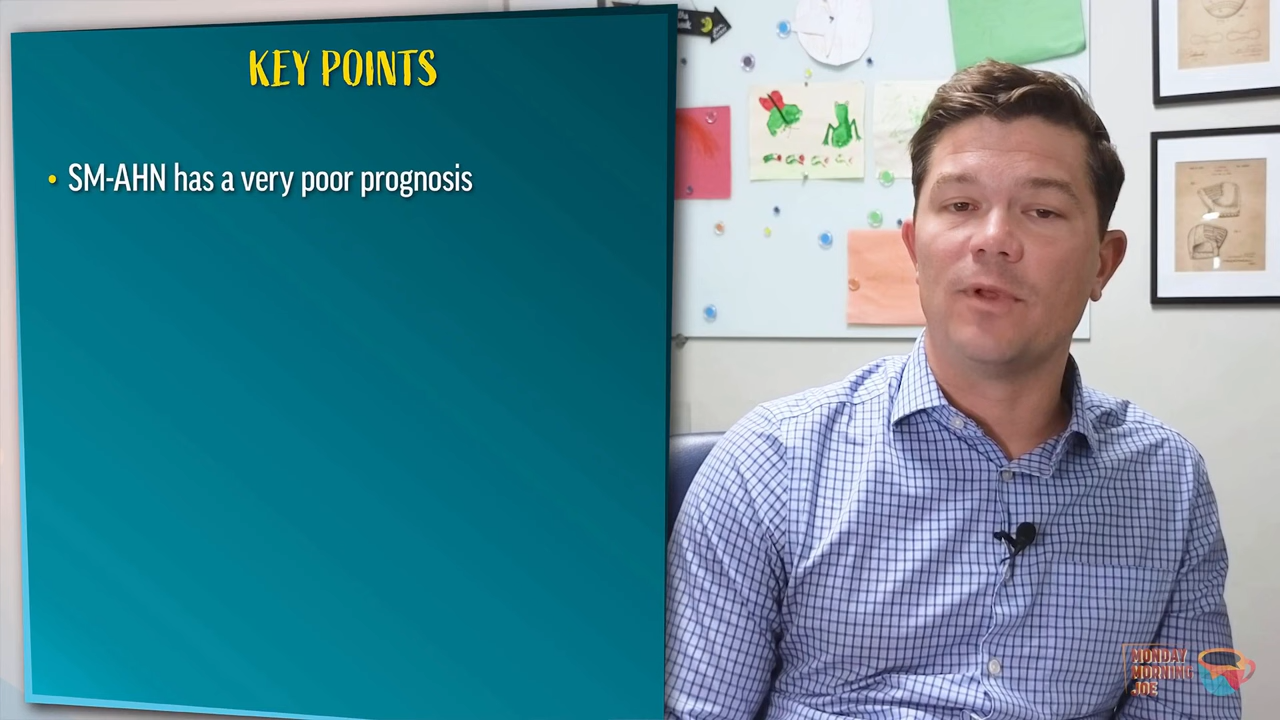 KEY POINTS
• SM-AHN has a very poor prognosis
MONDAY
MORNING
JOE